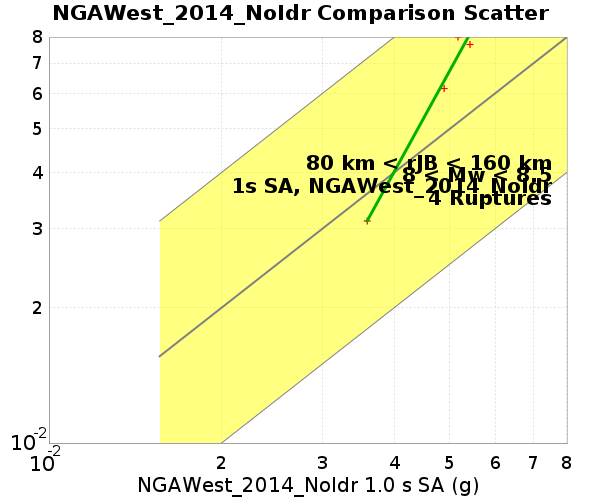 NGAWest_2014_NoIdr Comparison Scatter
8
7
6
5
4
3
2
10-2
80 km < rJB < 160 km
8 < Mw < 8.5
1s SA, NGAWest_2014_NoIdr
4 Ruptures
10-2
2
3
4
5
6
7
8
NGAWest_2014_NoIdr 1.0 s SA (g)